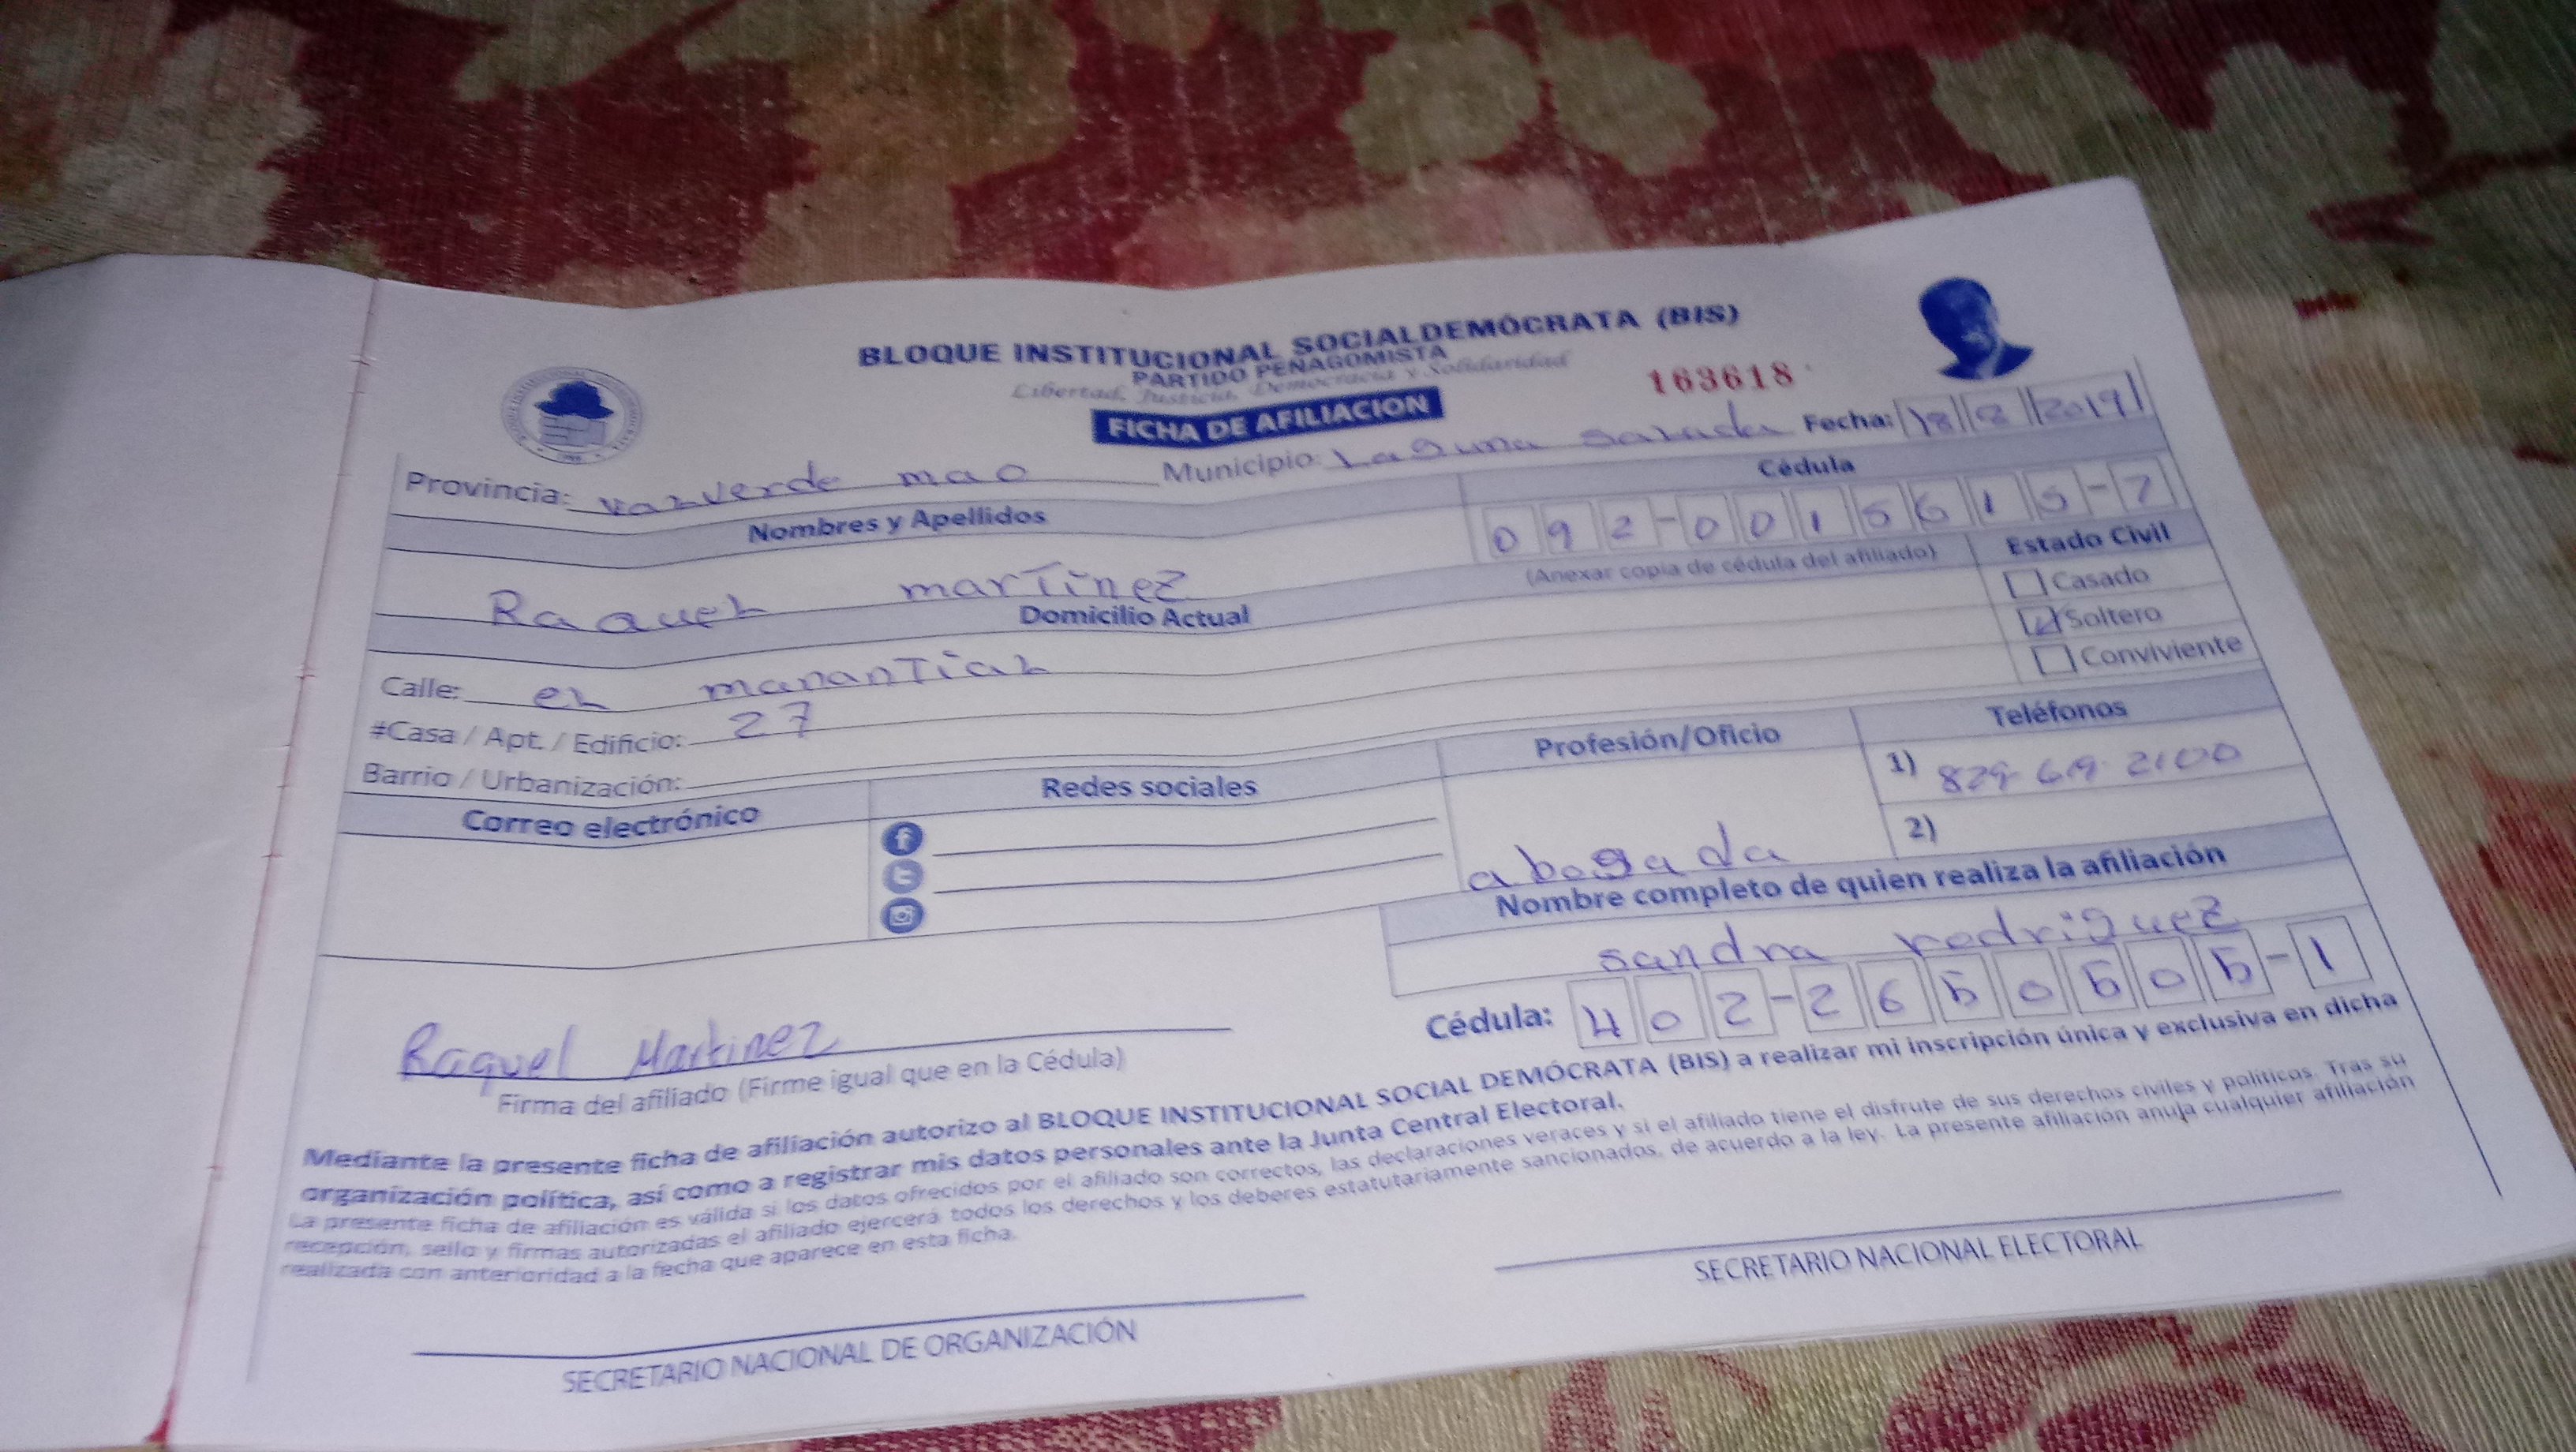 BLOQUE INSTITUCIONAL SOCIALDEMÓCRATA (BIS)
PARTIDO PEÑAGOMISTA
Libertad, Justicia, Democracia y Solidaridad
163618
FICHA DE AFILIACION
Fecha: 18 8 2019
Provincia: valverde mao Municipio: Laguna salada
Nombres y Apellidos
Cédula
092-0015615-7
(Anexar copia de cédula del afiliado)
Raquel martinez
Estado Civil
Casado
Soltero
Conviviente
Domicilio Actual
Calle: el mananTial
#Casa / Apt. / Edificio: 27
Barrio / Urbanización:
Correo electrónico
Redes sociales
Profesión/Oficio
abogada
Teléfonos
1) 829-619-2100
2)
Nombre completo de quien realiza la afiliación
sandra rodriguez
Cédula: 402-2650505-1
Raquel Martinez
Firma del afiliado (Firme igual que en la Cédula)
Mediante la presente ficha de afiliación autorizo al BLOQUE INSTITUCIONAL SOCIAL DEMÓCRATA (BIS) a realizar mi inscripción única y exclusiva en dicha
organización política, así como a registrar mis datos personales ante la Junta Central Electoral.
La presente ficha de afiliación es válida si los datos ofrecidos por el afiliado son correctos, las declaraciones veraces y si el afiliado tiene el disfrute de sus derechos civiles y políticos. Tras su
recepción, sello y firmas autorizadas el afiliado ejercerá todos los derechos y los deberes estatutariamente sancionados, de acuerdo a la ley. La presente afiliación anula cualquier afiliación
realizada con anterioridad a la fecha que aparece en esta ficha.
SECRETARIO NACIONAL DE ORGANIZACIÓN
SECRETARIO NACIONAL ELECTORAL